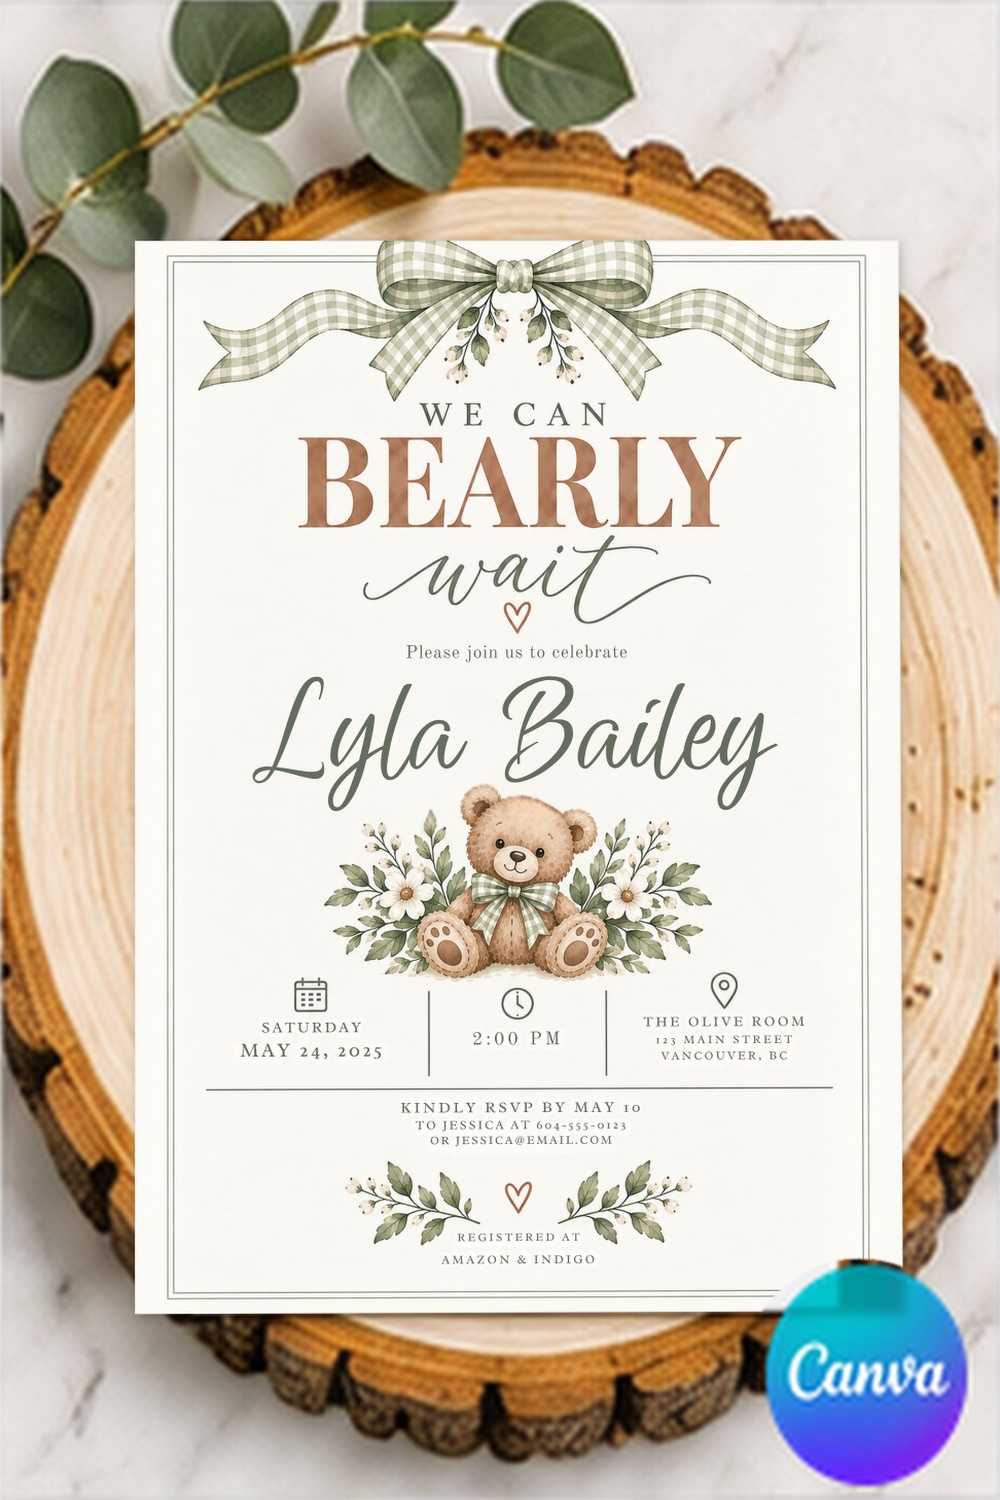 WE CAN
BEARLY
wait
Please join us to celebrate
Lyla Bailey
SATURDAY
MAY 24, 2025
2:00 PM
THE OLIVE ROOM
123 MAIN STREET
VANCOUVER, BC
KINDLY RSVP BY MAY 10
TO JESSICA AT 604-555-0123
OR JESSICA@EMAIL.COM
REGISTERED AT
AMAZON & INDIGO
Canva